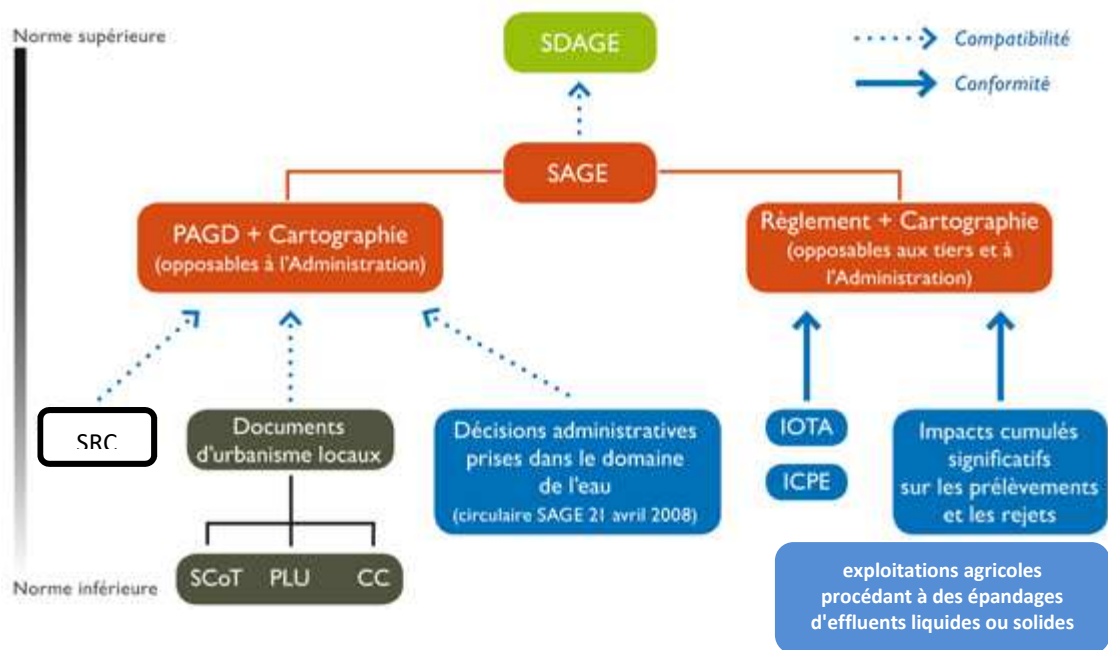 Norme supérieure
SDAGE
Compatibilité
Conformité
SAGE
PAGD + Cartographie
(opposables à l'Administration)
Règlement + Cartographie
(opposables aux tiers et à
l'Administration)
SRC
Documents
d'urbanisme locaux
Décisions administratives
prises dans le domaine
de l'eau
(circulaire SAGE 21 avril 2008)
IOTA
ICPE
Impacts cumulés
significatifs
sur les prélèvements
et les rejets
SCoT PLU CC
Norme inférieure
exploitations agricoles
procédant à des épandages
d'effluents liquides ou solides